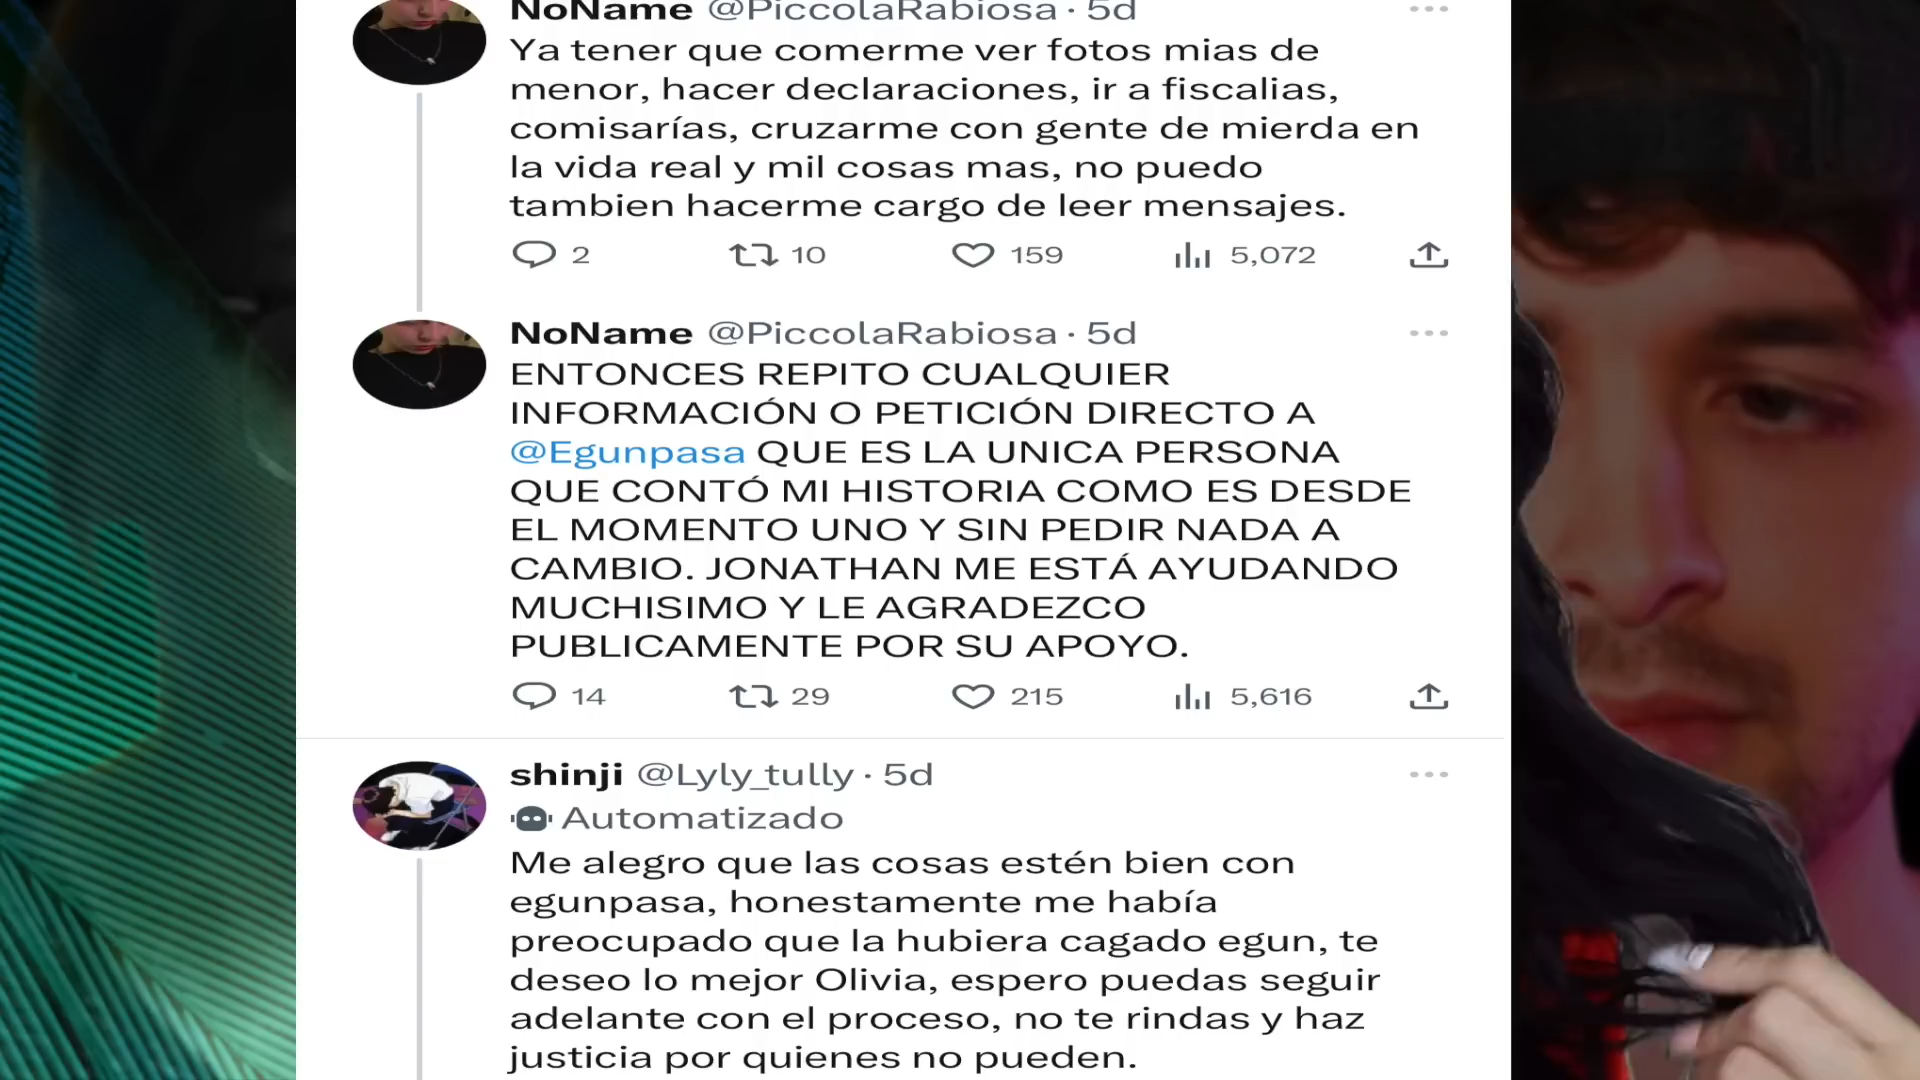 NoName @PiccolaRabiosa · 5d
Ya tener que comerme ver fotos mias de
menor, hacer declaraciones, ir a fiscalias,
comisarías, cruzarme con gente de mierda en
la vida real y mil cosas mas, no puedo
tambien hacerme cargo de leer mensajes.
2 10 159 5,072
NoName @PiccolaRabiosa · 5d
ENTONCES REPITO CUALQUIER
INFORMACIÓN O PETICIÓN DIRECTO A
@Egunpasa QUE ES LA UNICA PERSONA
QUE CONTÓ MI HISTORIA COMO ES DESDE
EL MOMENTO UNO Y SIN PEDIR NADA A
CAMBIO. JONATHAN ME ESTÁ AYUDANDO
MUCHISIMO Y LE AGRADEZCO
PUBLICAMENTE POR SU APOYO.
14 29 215 5,616
shinji @Lyly_tully · 5d
Automatizado
Me alegro que las cosas estén bien con
egunpasa, honestamente me había
preocupado que la hubiera cagado egun, te
deseo lo mejor Olivia, espero puedas seguir
adelante con el proceso, no te rindas y haz
justicia por quienes no pueden.